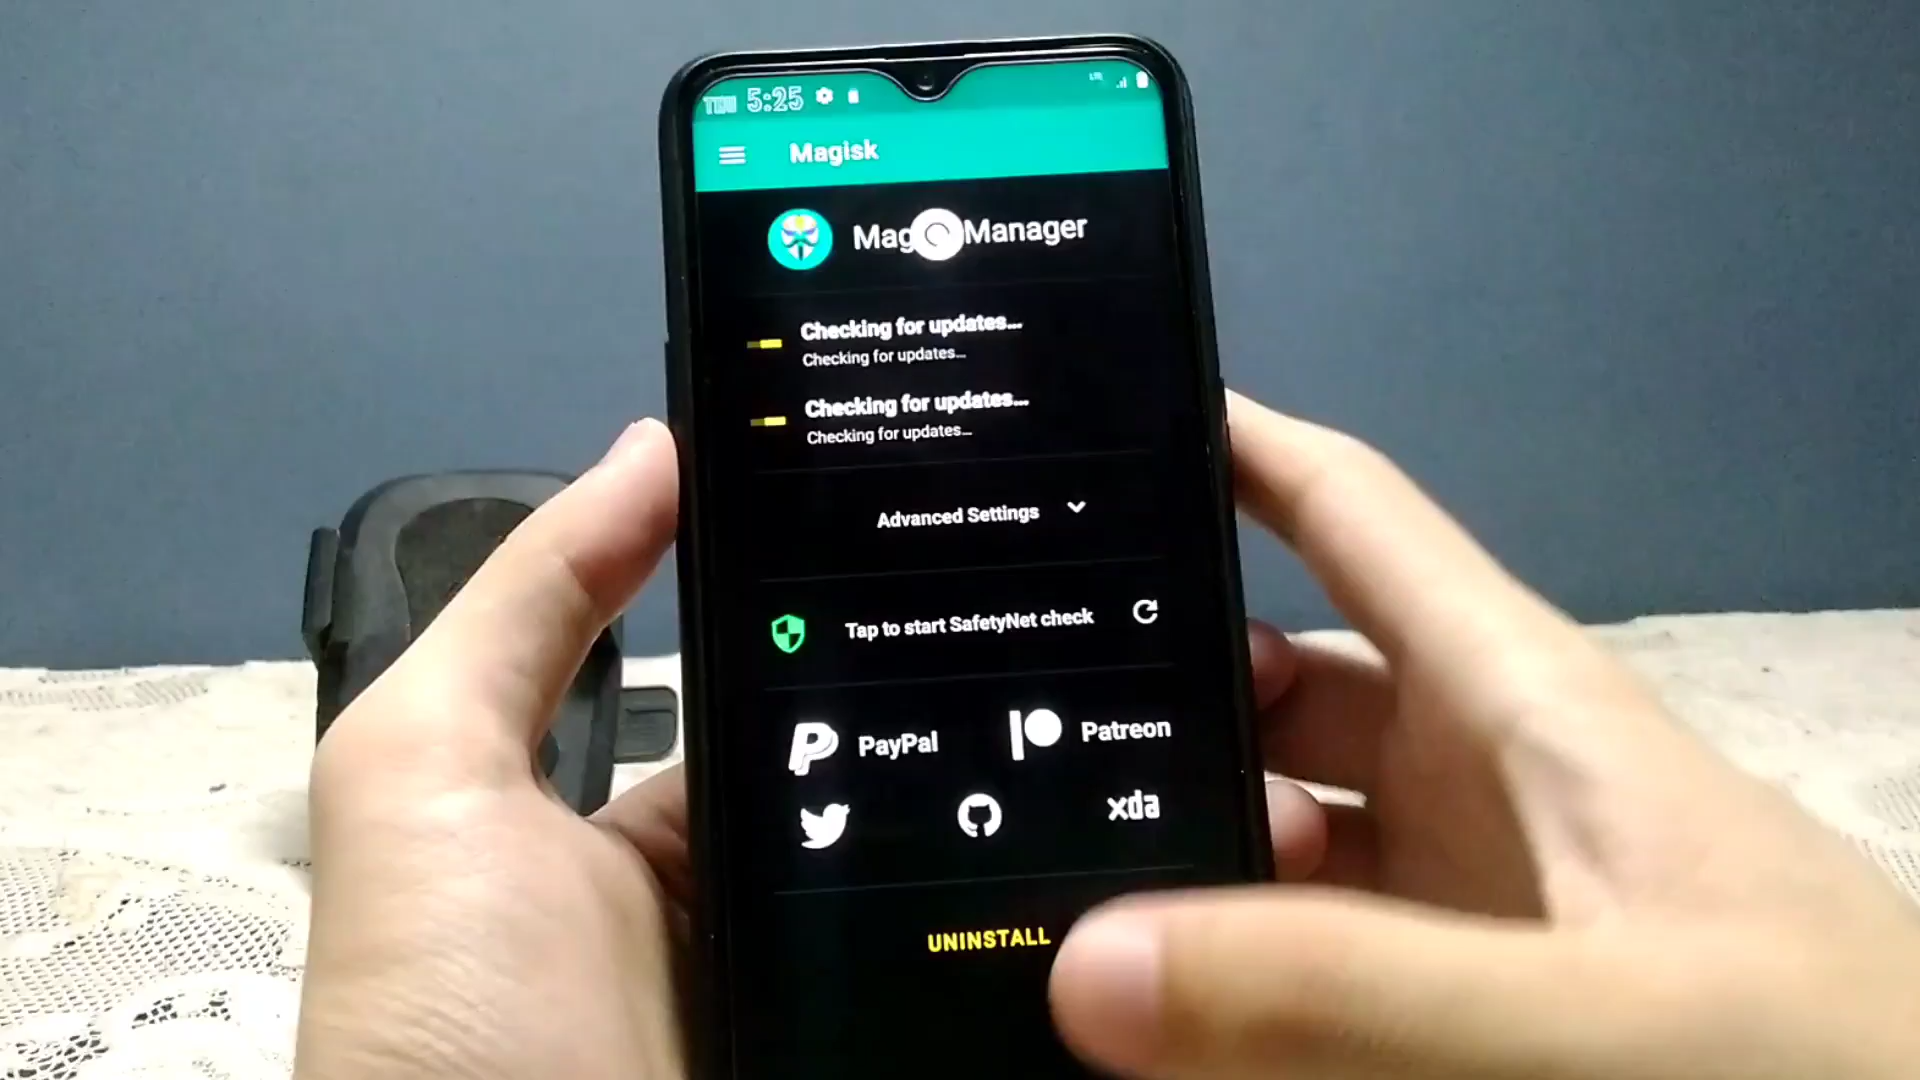 THU 5:25 LTE
Magisk
Manager
Checking for updates...
Checking for updates...
Checking for updates...
Checking for updates...
Advanced Settings
Tap to start SafetyNet check
PayPal Patreon
xda
UNINSTALL